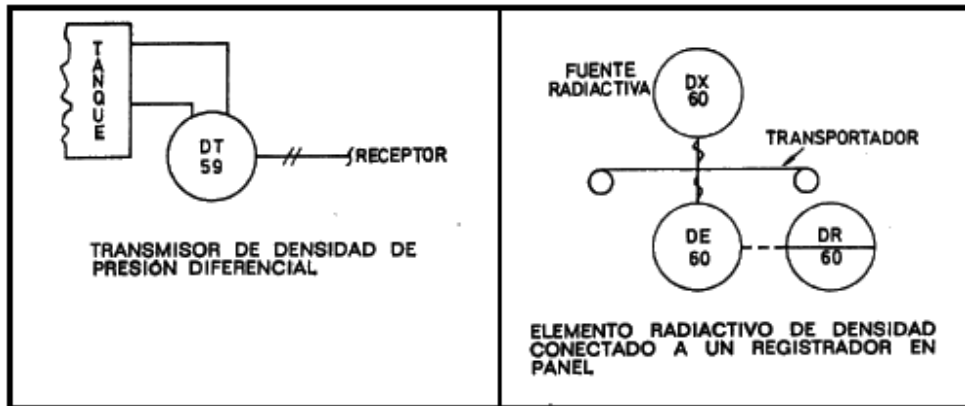 TANQUE
DT
59
RECEPTOR
TRANSMISOR DE DENSIDAD DE
PRESIÓN DIFERENCIAL
FUENTE
RADIACTIVA
DX
60
TRANSPORTADOR
DE
60
DR
60
ELEMENTO RADIACTIVO DE DENSIDAD
CONECTADO A UN REGISTRADOR EN
PANEL